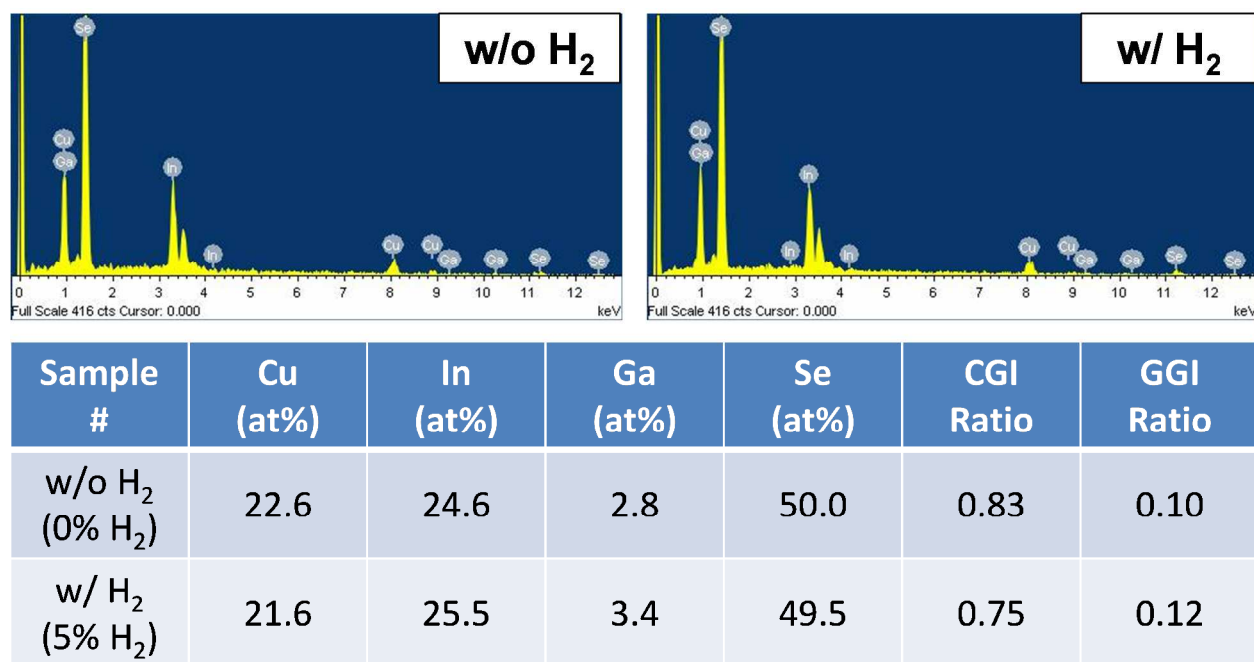 w/o H₂
Se
Cu
Ga
In
In
Cu
Cu
Ga
Ga
Se
Se
0 1 2 3 4 5 6 7 8 9 10 11 12
Full Scale 416 cts Cursor: 0.000 keV
w/ H₂
Se
Cu
Ga
In
In
In
Cu
Cu
Ga
Ga
Se
Se
0 1 2 3 4 5 6 7 8 9 10 11 12
Full Scale 416 cts Cursor: 0.000 keV
Sample # Cu (at%) In (at%) Ga (at%) Se (at%) CGI Ratio GGI Ratio
w/o H₂ (0% H₂) 22.6 24.6 2.8 50.0 0.83 0.10
w/ H₂ (5% H₂) 21.6 25.5 3.4 49.5 0.75 0.12